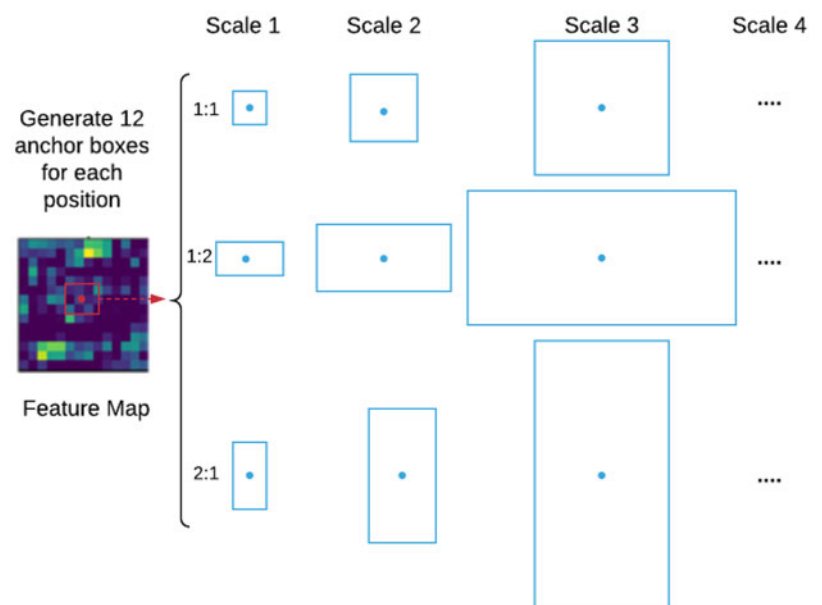 Scale 1
Scale 2
Scale 3
Scale 4
Generate 12
anchor boxes
for each
position
1:1
....
1:2
....
Feature Map
2:1
....